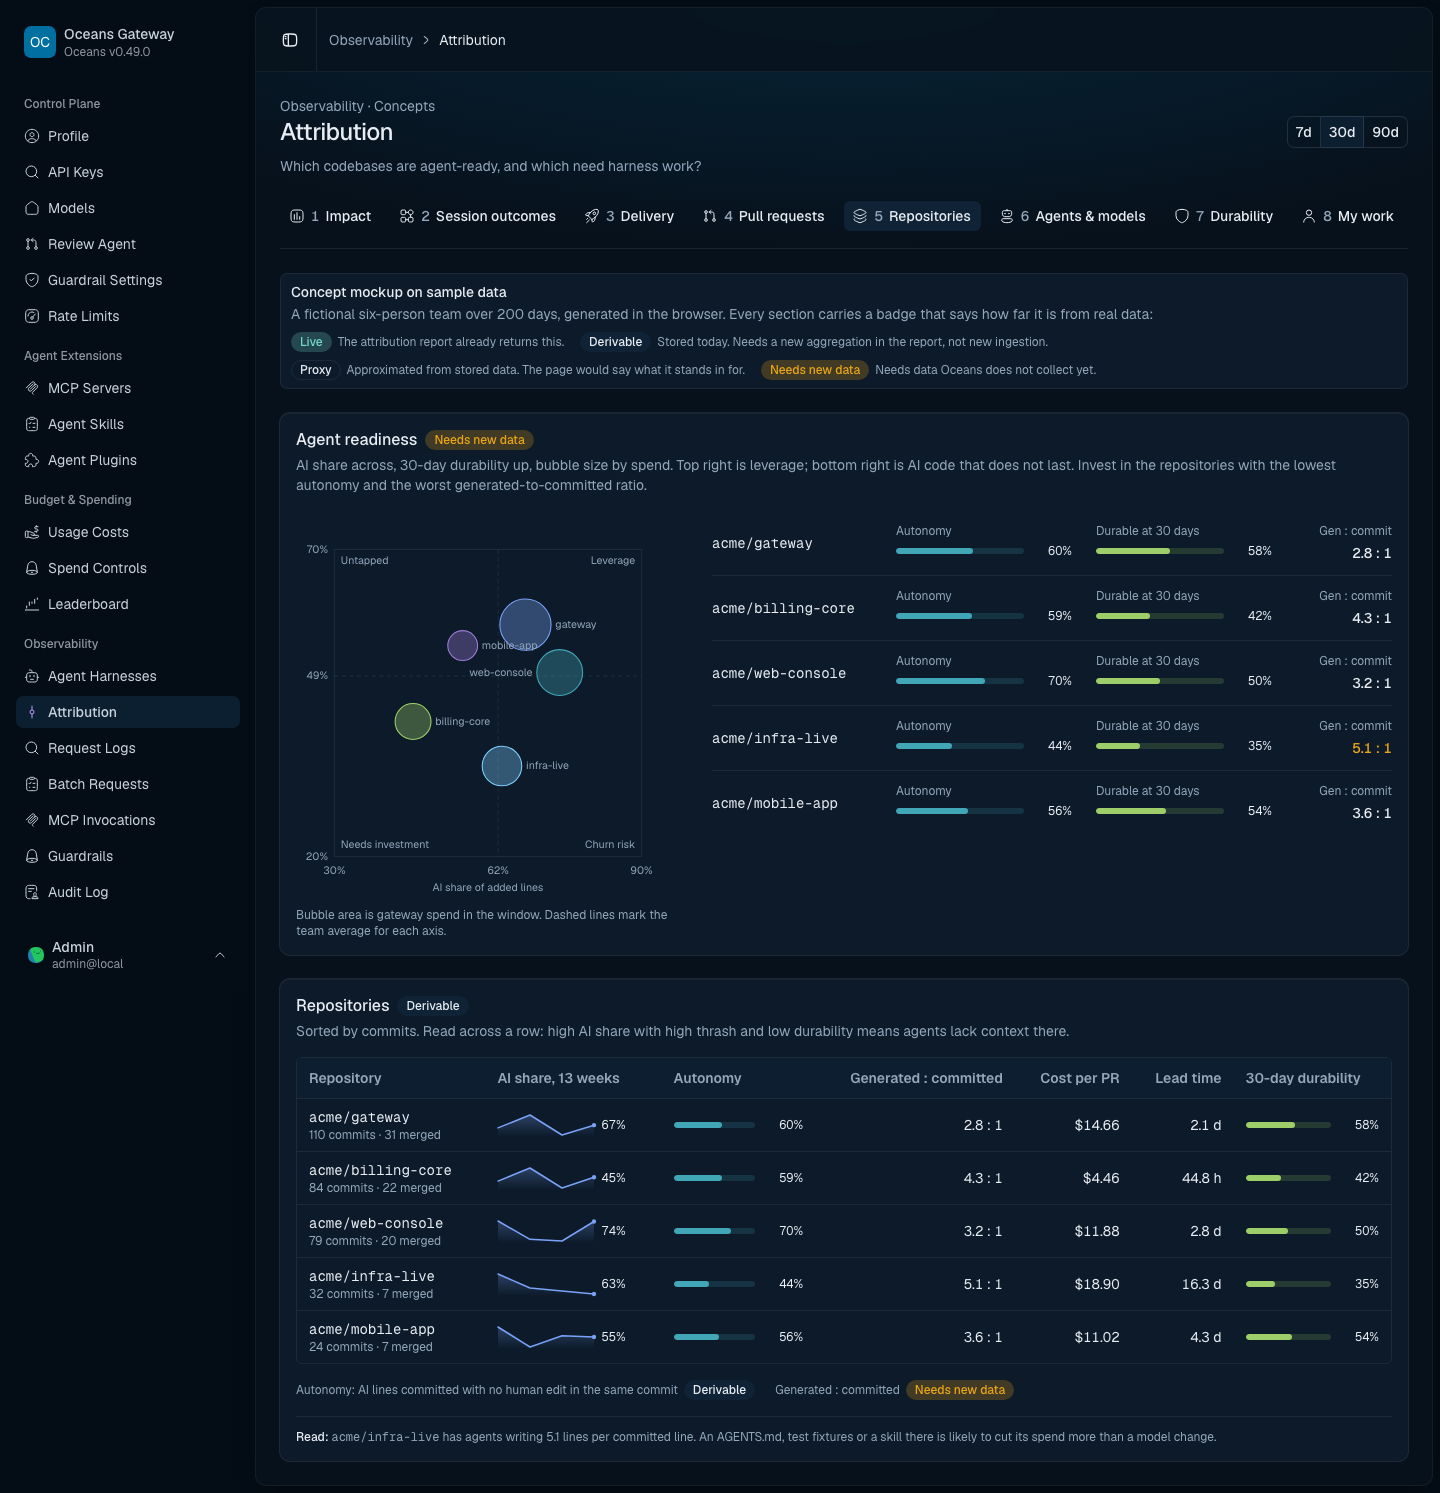 OC
Oceans Gateway
Oceans v0.49.0
Control Plane
Profile
API Keys
Models
Review Agent
Guardrail Settings
Rate Limits
Agent Extensions
MCP Servers
Agent Skills
Agent Plugins
Budget & Spending
Usage Costs
Spend Controls
Leaderboard
Observability
Agent Harnesses
Attribution
Request Logs
Batch Requests
MCP Invocations
Guardrails
Audit Log
Admin
admin@local
Observability > Attribution
Observability · Concepts
Attribution
7d 30d 90d
Which codebases are agent-ready, and which need harness work?
1 Impact 2 Session outcomes 3 Delivery 4 Pull requests 5 Repositories 6 Agents & models 7 Durability 8 My work
Concept mockup on sample data
A fictional six-person team over 200 days, generated in the browser. Every section carries a badge that says how far it is from real data:
Live The attribution report already returns this. Derivable Stored today. Needs a new aggregation in the report, not new ingestion.
Proxy Approximated from stored data. The page would say what it stands in for. Needs new data Needs data Oceans does not collect yet.
Agent readiness Needs new data
AI share across, 30-day durability up, bubble size by spend. Top right is leverage; bottom right is AI code that does not last. Invest in the repositories with the lowest
autonomy and the worst generated-to-committed ratio.
70%
Untapped Leverage
gateway
mobile-app
web-console
49%
billing-core
infra-live
Needs investment Churn risk
20%
30% 62% 90%
AI share of added lines
Bubble area is gateway spend in the window. Dashed lines mark the
team average for each axis.
Autonomy Durable at 30 days Gen : commit
acme/gateway 60% 58% 2.8 : 1
Autonomy Durable at 30 days Gen : commit
acme/billing-core 59% 42% 4.3 : 1
Autonomy Durable at 30 days Gen : commit
acme/web-console 70% 50% 3.2 : 1
Autonomy Durable at 30 days Gen : commit
acme/infra-live 44% 35% 5.1 : 1
Autonomy Durable at 30 days Gen : commit
acme/mobile-app 56% 54% 3.6 : 1
Repositories Derivable
Sorted by commits. Read across a row: high AI share with high thrash and low durability means agents lack context there.
Repository AI share, 13 weeks Autonomy Generated : committed Cost per PR Lead time 30-day durability
acme/gateway 67% 60% 2.8 : 1 $14.66 2.1 d 58%
110 commits · 31 merged
acme/billing-core 45% 59% 4.3 : 1 $4.46 44.8 h 42%
84 commits · 22 merged
acme/web-console 74% 70% 3.2 : 1 $11.88 2.8 d 50%
79 commits · 20 merged
acme/infra-live 63% 44% 5.1 : 1 $18.90 16.3 d 35%
32 commits · 7 merged
acme/mobile-app 55% 56% 3.6 : 1 $11.02 4.3 d 54%
24 commits · 7 merged
Autonomy: AI lines committed with no human edit in the same commit Derivable Generated : committed Needs new data
Read: acme/infra-live has agents writing 5.1 lines per committed line. An AGENTS.md, test fixtures or a skill there is likely to cut its spend more than a model change.